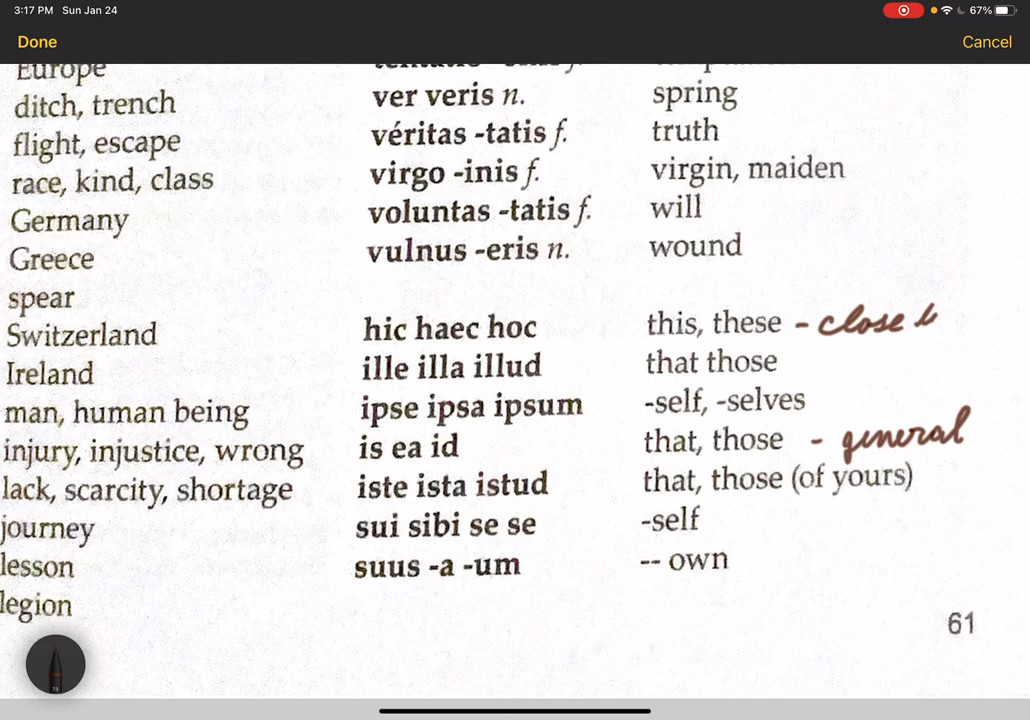 3:17 PM Sun Jan 24 67%
Done Cancel
Europe
ditch, trench
flight, escape
race, kind, class
Germany
Greece
spear
Switzerland
Ireland
man, human being
injury, injustice, wrong
lack, scarcity, shortage
journey
lesson
legion
ver veris n. spring
véritas -tatis f. truth
virgo -inis f. virgin, maiden
voluntas -tatis f. will
vulnus -eris n. wound
hic haec hoc this, these - close
ille illa illud that those
ipse ipsa ipsum -self, -selves
is ea id that, those - general
iste ista istud that, those (of yours)
sui sibi se se -self
suus -a -um -- own
61